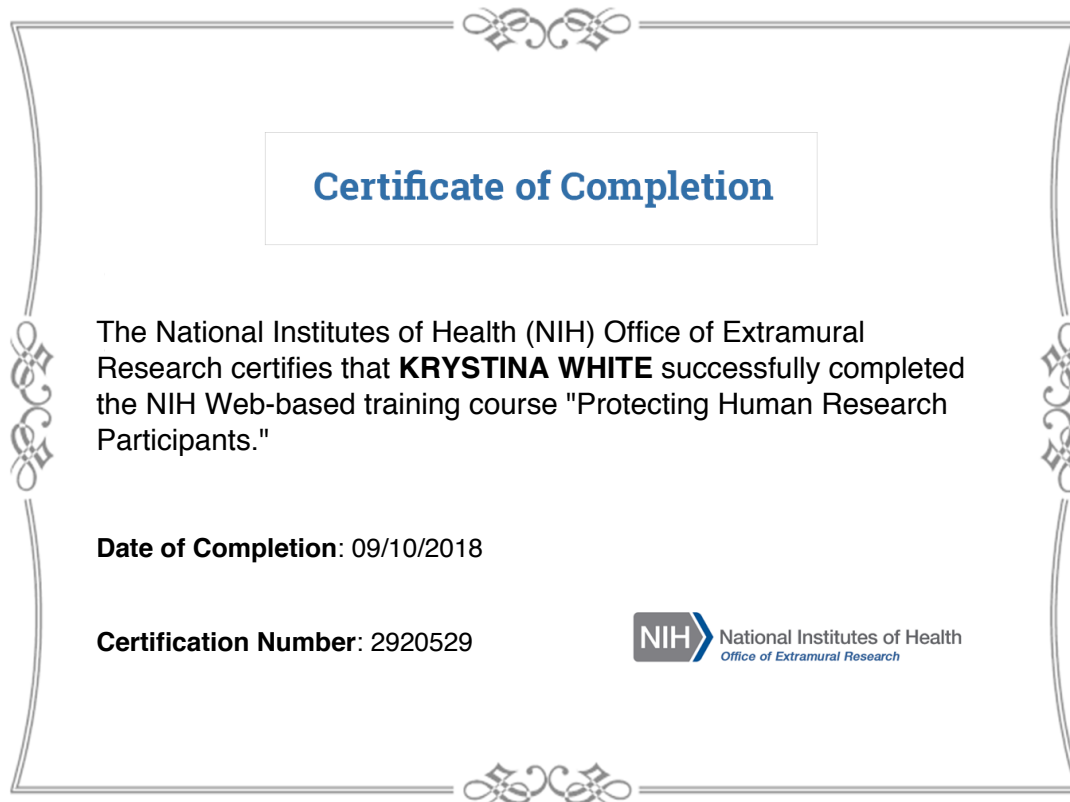 Certificate of Completion
The National Institutes of Health (NIH) Office of Extramural
Research certifies that KRYSTINA WHITE successfully completed
the NIH Web-based training course "Protecting Human Research
Participants."
Date of Completion: 09/10/2018
Certification Number: 2920529
NIH National Institutes of Health
Office of Extramural Research